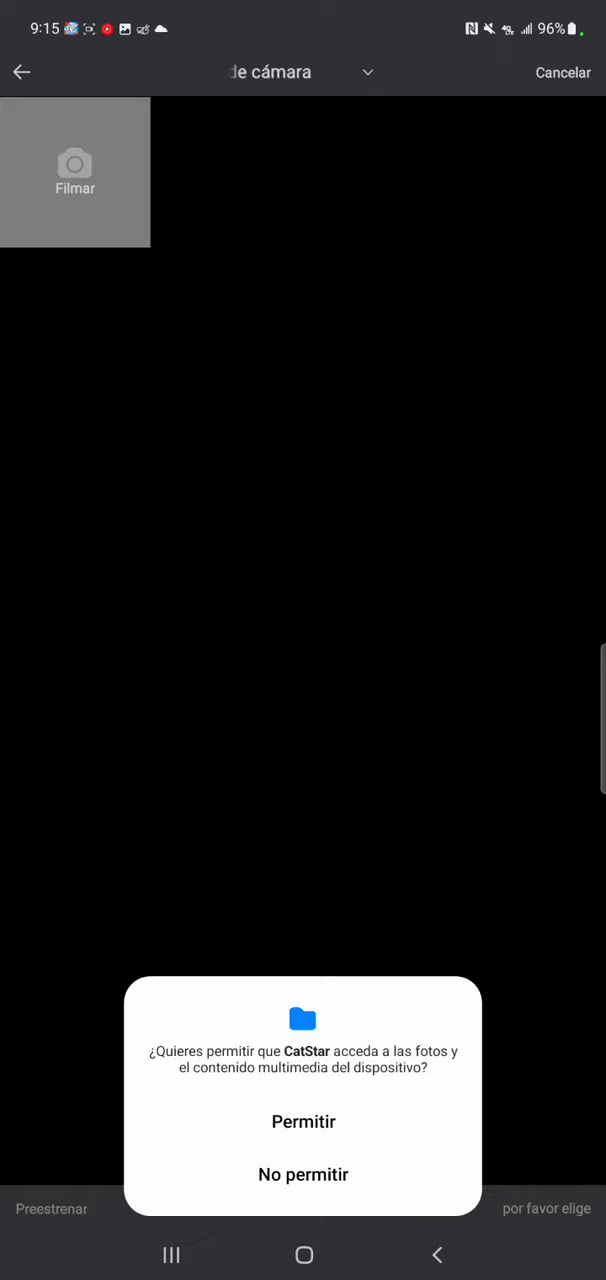 9:15 96%
de cámara
Cancelar
Filmar
¿Quieres permitir que CatStar acceda a las fotos y
el contenido multimedia del dispositivo?
Permitir
No permitir
Preestrenar
por favor elige